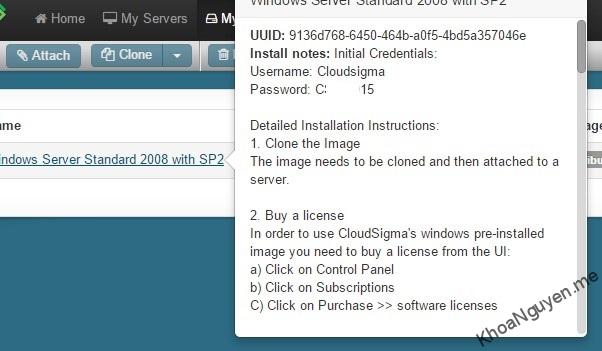 Windows Server Standard 2008 with SP2
Home
My Servers
My
Attach
Clone
UUID: 9136d768-6450-464b-a0f5-4bd5a357046e
Install notes: Initial Credentials:
Username: Cloudsigma
Password: C 15
Detailed Installation Instructions:
1. Clone the Image
The image needs to be cloned and then attached to a
server.
2. Buy a license
In order to use CloudSigma's windows pre-installed
image you need to buy a license from the UI:
a) Click on Control Panel
b) Click on Subscriptions
C) Click on Purchase >> software licenses
ame
indows Server Standard 2008 with SP2
age
ibu
KhoaNguyen.me